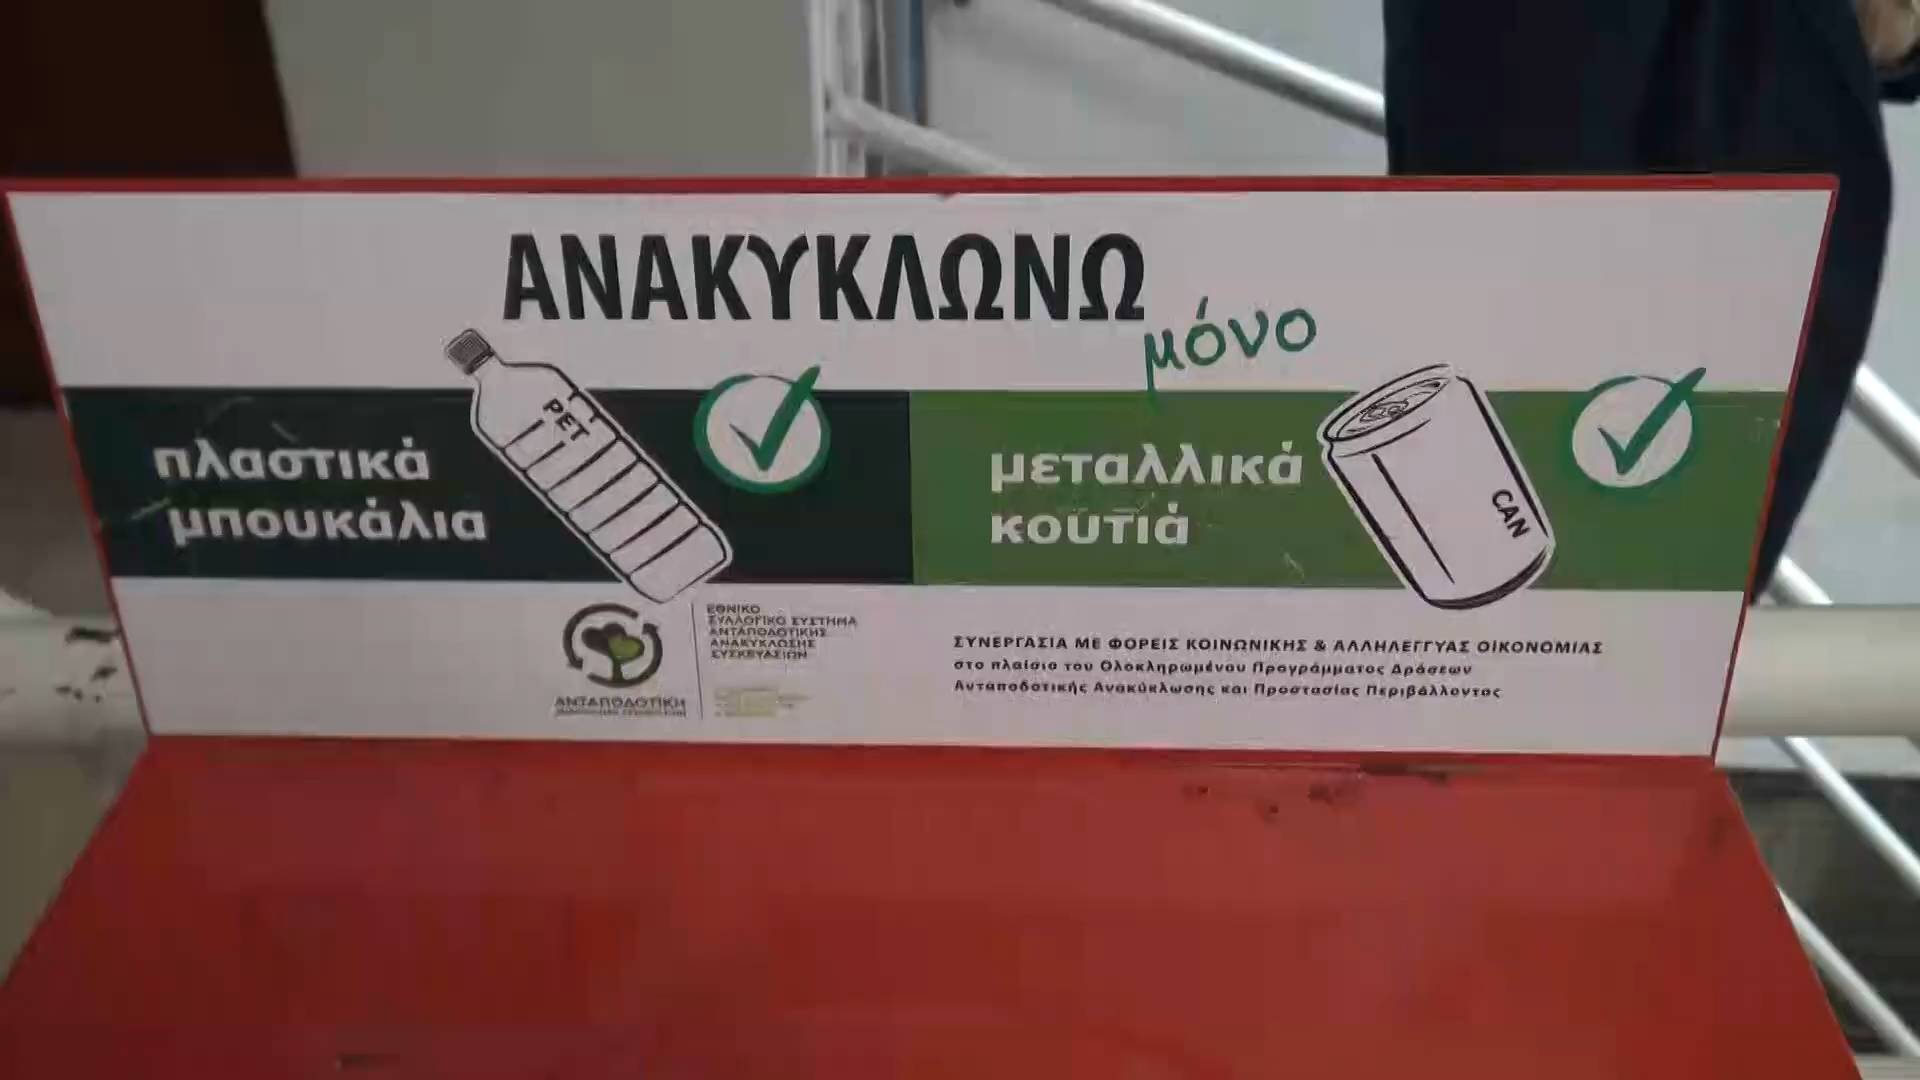 ΑΝΑΚΥΚΛΩΝΩ
μόνο
πλαστικά
μπουκάλια
PET
μεταλλικά
κουτιά
CAN
ΑΝΤΑΠΟΔΟΤΙΚΗ
ΕΘΝΙΚΟ
ΣΥΛΛΟΓΙΚΟ ΣΥΣΤΗΜΑ
ΑΝΤΑΠΟΔΟΤΙΚΗΣ
ΑΝΑΚΥΚΛΩΣΗΣ
ΣΥΣΚΕΥΑΣΙΩΝ
ΣΥΝΕΡΓΑΣΙΑ ΜΕ ΦΟΡΕΙΣ ΚΟΙΝΩΝΙΚΗΣ & ΑΛΛΗΛΕΓΓΥΑΣ ΟΙΚΟΝΟΜΙΑΣ
στο πλαίσιο του Ολοκληρωμένου Προγράμματος Δράσεων
Ανταποδοτικής Ανακύκλωσης και Προστασίας Περιβάλλοντος